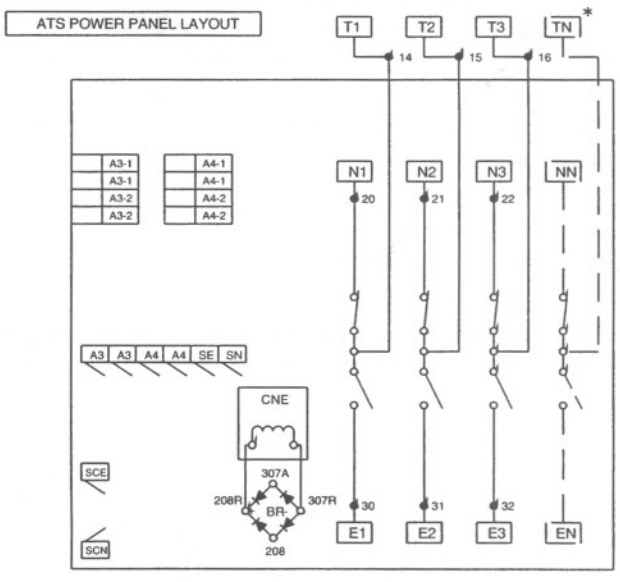 ATS POWER PANEL LAYOUT
T1 T2 T3 TN *
14 15 16
A3-1 A4-1
A3-1 A4-1
A3-2 A4-2
A3-2 A4-2
N1 N2 N3 NN
20 21 22
A3 A3 A4 A4 SE SN
CNE
SCE
307A
208R 307R
BR-
208
30 31 32
E1 E2 E3 EN
SCN